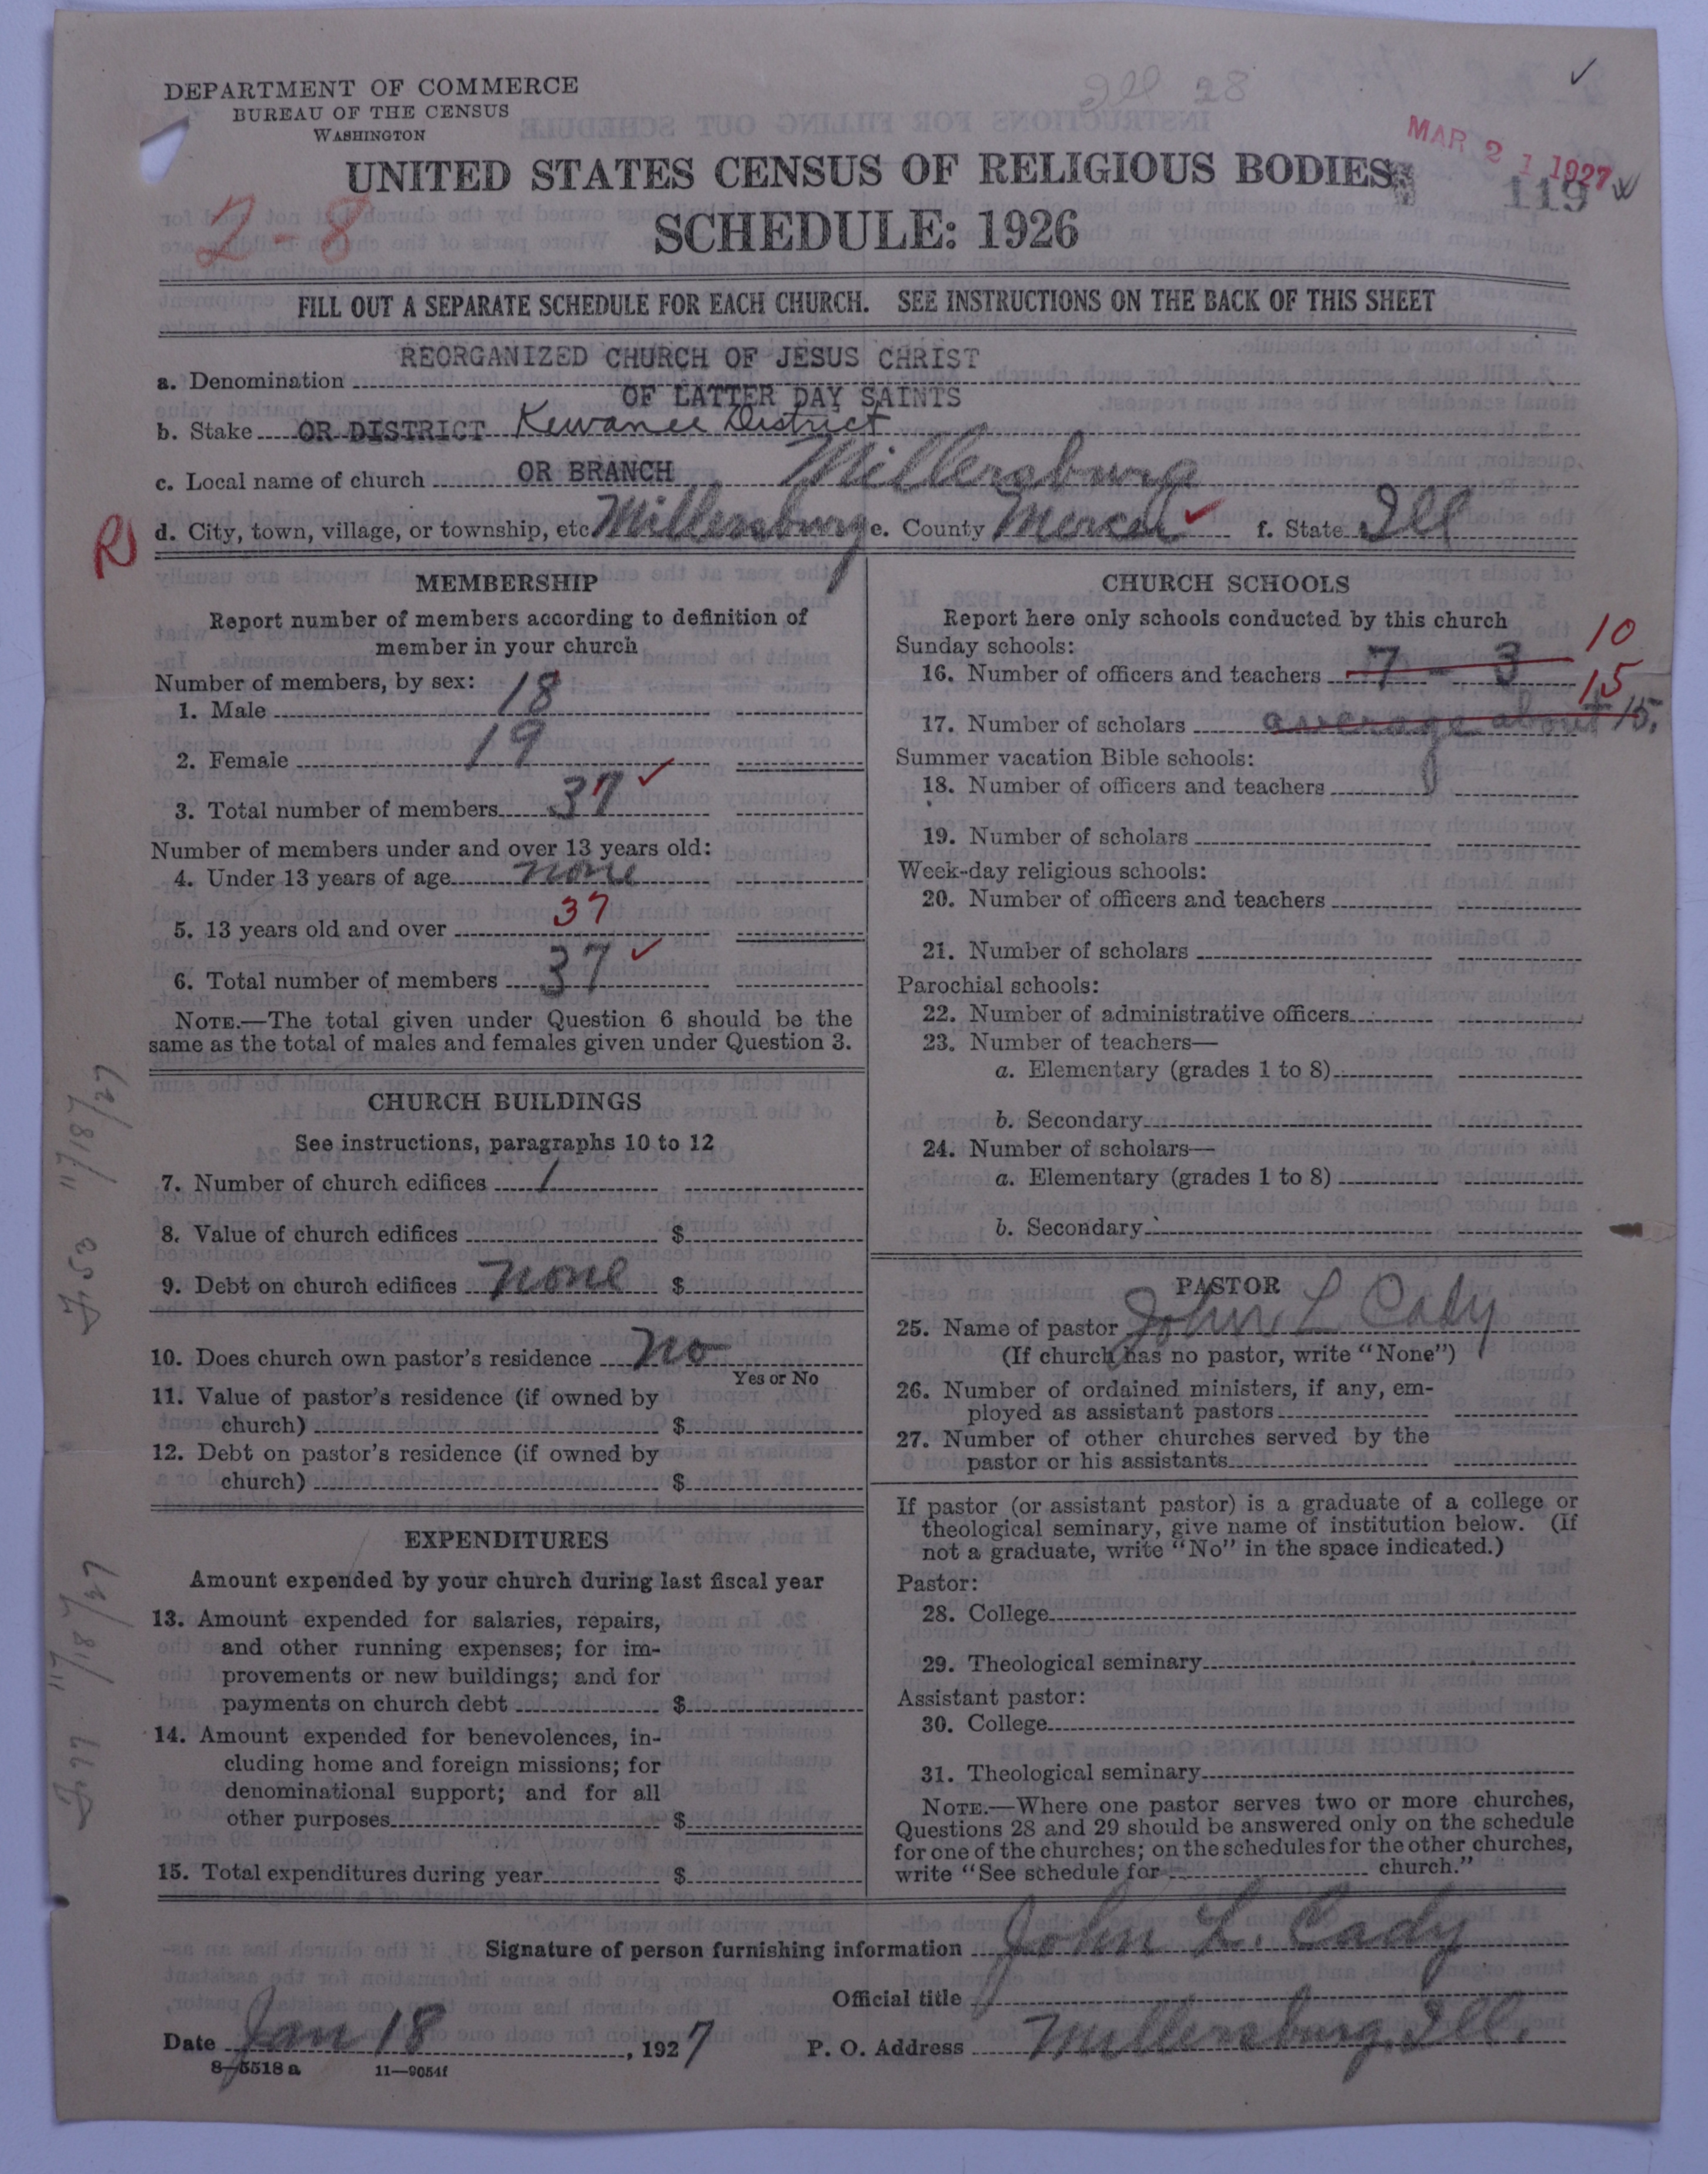 DEPARTMENT OF COMMERCE
BUREAU OF THE CENSUS
WASHINGTON
Ill 28
MAR 21 1927
119 W
2-8
UNITED STATES CENSUS OF RELIGIOUS BODIES
SCHEDULE: 1926
FILL OUT A SEPARATE SCHEDULE FOR EACH CHURCH. SEE INSTRUCTIONS ON THE BACK OF THIS SHEET
REORGANIZED CHURCH OF JESUS CHRIST
a. Denomination
OF LATTER DAY SAINTS
b. Stake OR DISTRICT Kewanee District
c. Local name of church OR BRANCH Millersburg
R d. City, town, village, or township, etc Millersburg e. County Mercer ✓ f. State Ill
MEMBERSHIP
Report number of members according to definition of
member in your church
Number of members, by sex:
1. Male 18
2. Female 19
3. Total number of members 37 ✓
Number of members under and over 13 years old:
4. Under 13 years of age none
5. 13 years old and over 37
6. Total number of members 37 ✓
NOTE.—The total given under Question 6 should be the
same as the total of males and females given under Question 3.
CHURCH BUILDINGS
See instructions, paragraphs 10 to 12
7. Number of church edifices 1
8. Value of church edifices $
9. Debt on church edifices none $
10. Does church own pastor's residence no
Yes or No
11. Value of pastor's residence (if owned by
church) $
12. Debt on pastor's residence (if owned by
church) $
EXPENDITURES
Amount expended by your church during last fiscal year
13. Amount expended for salaries, repairs,
and other running expenses; for im-
provements or new buildings; and for
payments on church debt $
14. Amount expended for benevolences, in-
cluding home and foreign missions; for
denominational support; and for all
other purposes $
15. Total expenditures during year $
CHURCH SCHOOLS
Report here only schools conducted by this church
Sunday schools:
10
16. Number of officers and teachers 7 - 3
15
17. Number of scholars average about 15.
Summer vacation Bible schools:
18. Number of officers and teachers
19. Number of scholars
Week-day religious schools:
20. Number of officers and teachers
21. Number of scholars
Parochial schools:
22. Number of administrative officers
23. Number of teachers—
a. Elementary (grades 1 to 8)
b. Secondary
24. Number of scholars—
a. Elementary (grades 1 to 8)
b. Secondary
PASTOR
25. Name of pastor John L Cady
(If church has no pastor, write "None")
26. Number of ordained ministers, if any, em-
ployed as assistant pastors
27. Number of other churches served by the
pastor or his assistants
If pastor (or assistant pastor) is a graduate of a college or
theological seminary, give name of institution below. (If
not a graduate, write "No" in the space indicated.)
Pastor:
28. College
29. Theological seminary
Assistant pastor:
30. College
31. Theological seminary
NOTE.—Where one pastor serves two or more churches,
Questions 28 and 29 should be answered only on the schedule
for one of the churches; on the schedules for the other churches,
write "See schedule for church."
Signature of person furnishing information John L. Cady
Official title
Date Jan 18, 1927 P. O. Address Millersburg, Ill.
8—5518 a 11—9054f
11/18/27
11/18/27